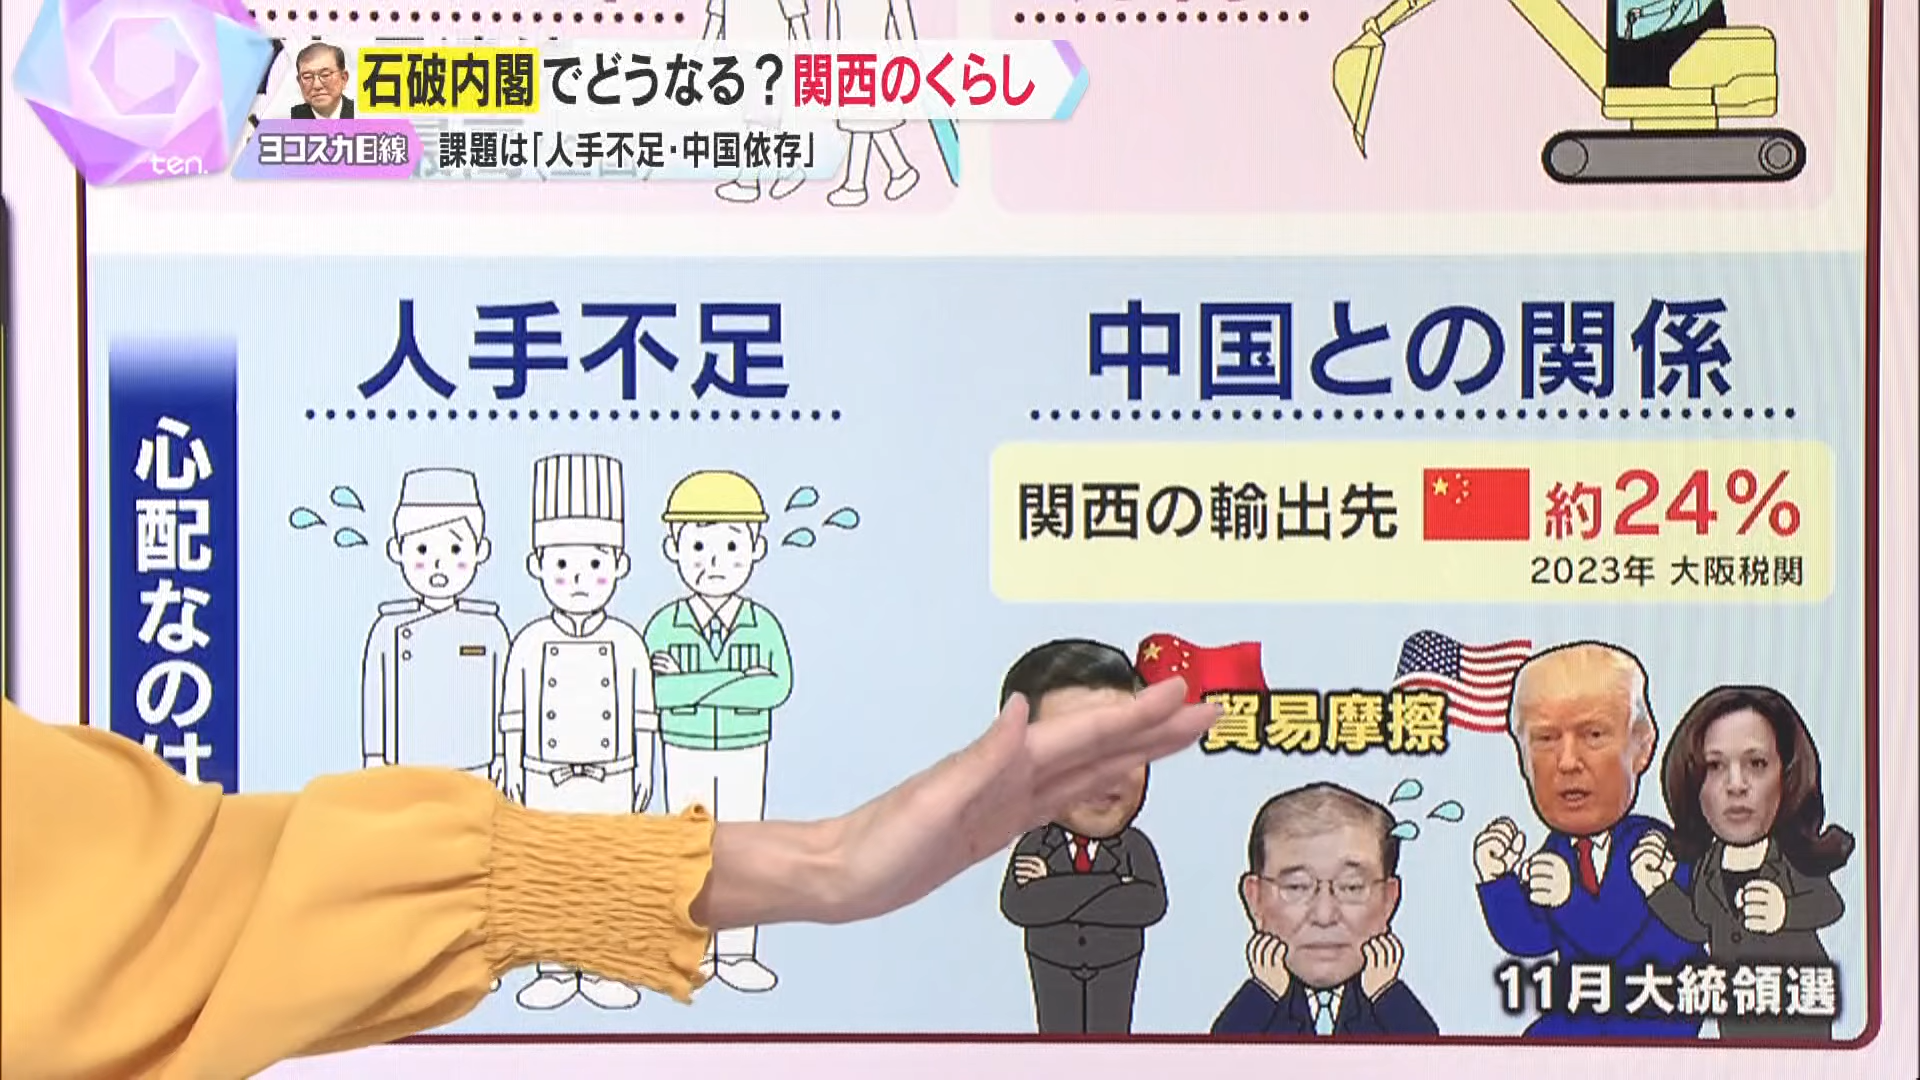 石破内閣でどうなる？関西のくらし
ten.
ヨコスカ目線
課題は「人手不足・中国依存」
心配なのは
人手不足
中国との関係
関西の輸出先 約24%
2023年 大阪税関
貿易摩擦
11月大統領選